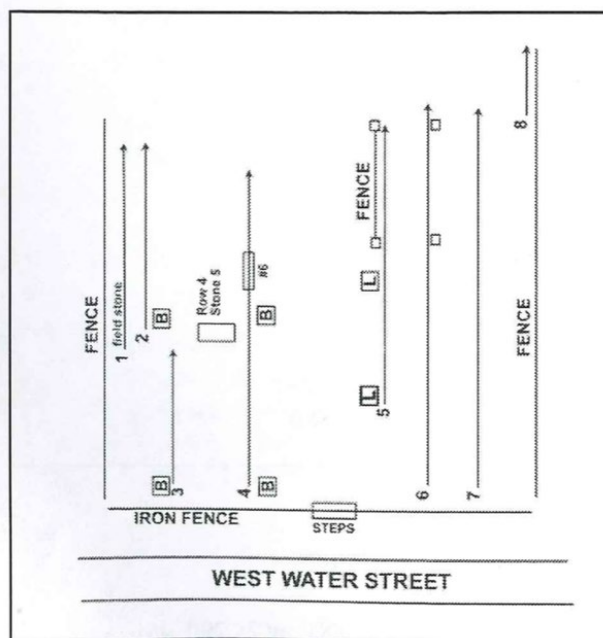 8
FENCE
FENCE
1 field stone
2
B
Row 4
Stone 5
#6
B
L
L
5
FENCE
B
3
4
B
6
7
IRON FENCE
STEPS
WEST WATER STREET
FENCE